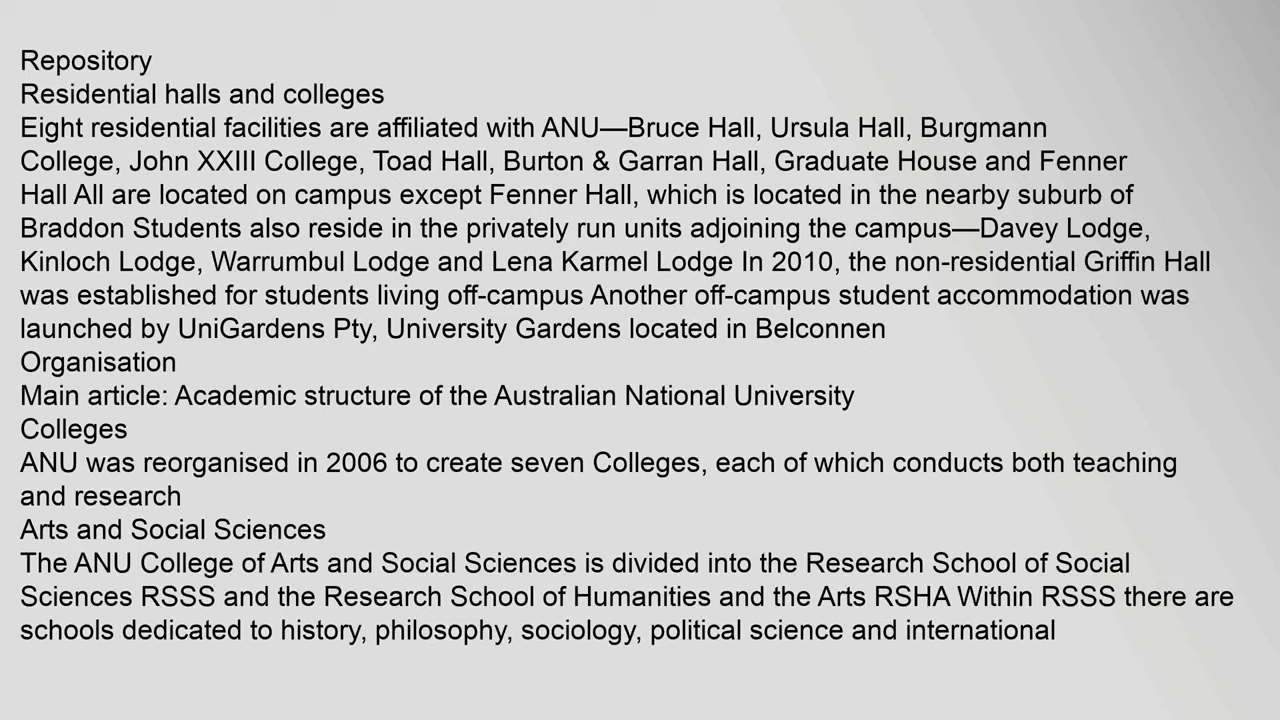 Repository
Residential halls and colleges
Eight residential facilities are affiliated with ANU—Bruce Hall, Ursula Hall, Burgmann
College, John XXIII College, Toad Hall, Burton & Garran Hall, Graduate House and Fenner
Hall All are located on campus except Fenner Hall, which is located in the nearby suburb of
Braddon Students also reside in the privately run units adjoining the campus—Davey Lodge,
Kinloch Lodge, Warrumbul Lodge and Lena Karmel Lodge In 2010, the non-residential Griffin Hall
was established for students living off-campus Another off-campus student accommodation was
launched by UniGardens Pty, University Gardens located in Belconnen
Organisation
Main article: Academic structure of the Australian National University
Colleges
ANU was reorganised in 2006 to create seven Colleges, each of which conducts both teaching
and research
Arts and Social Sciences
The ANU College of Arts and Social Sciences is divided into the Research School of Social
Sciences RSSS and the Research School of Humanities and the Arts RSHA Within RSSS there are
schools dedicated to history, philosophy, sociology, political science and international